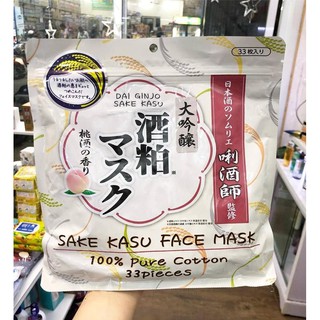 33枚入り
DAI GINJO
SAKE KASU
大吟醸
酒粕
マスク
桃酒の香り
日本酒のソムリエ
唎酒師
監修
SAKE KASU FACE MASK
100% Pure Cotton
33pieces